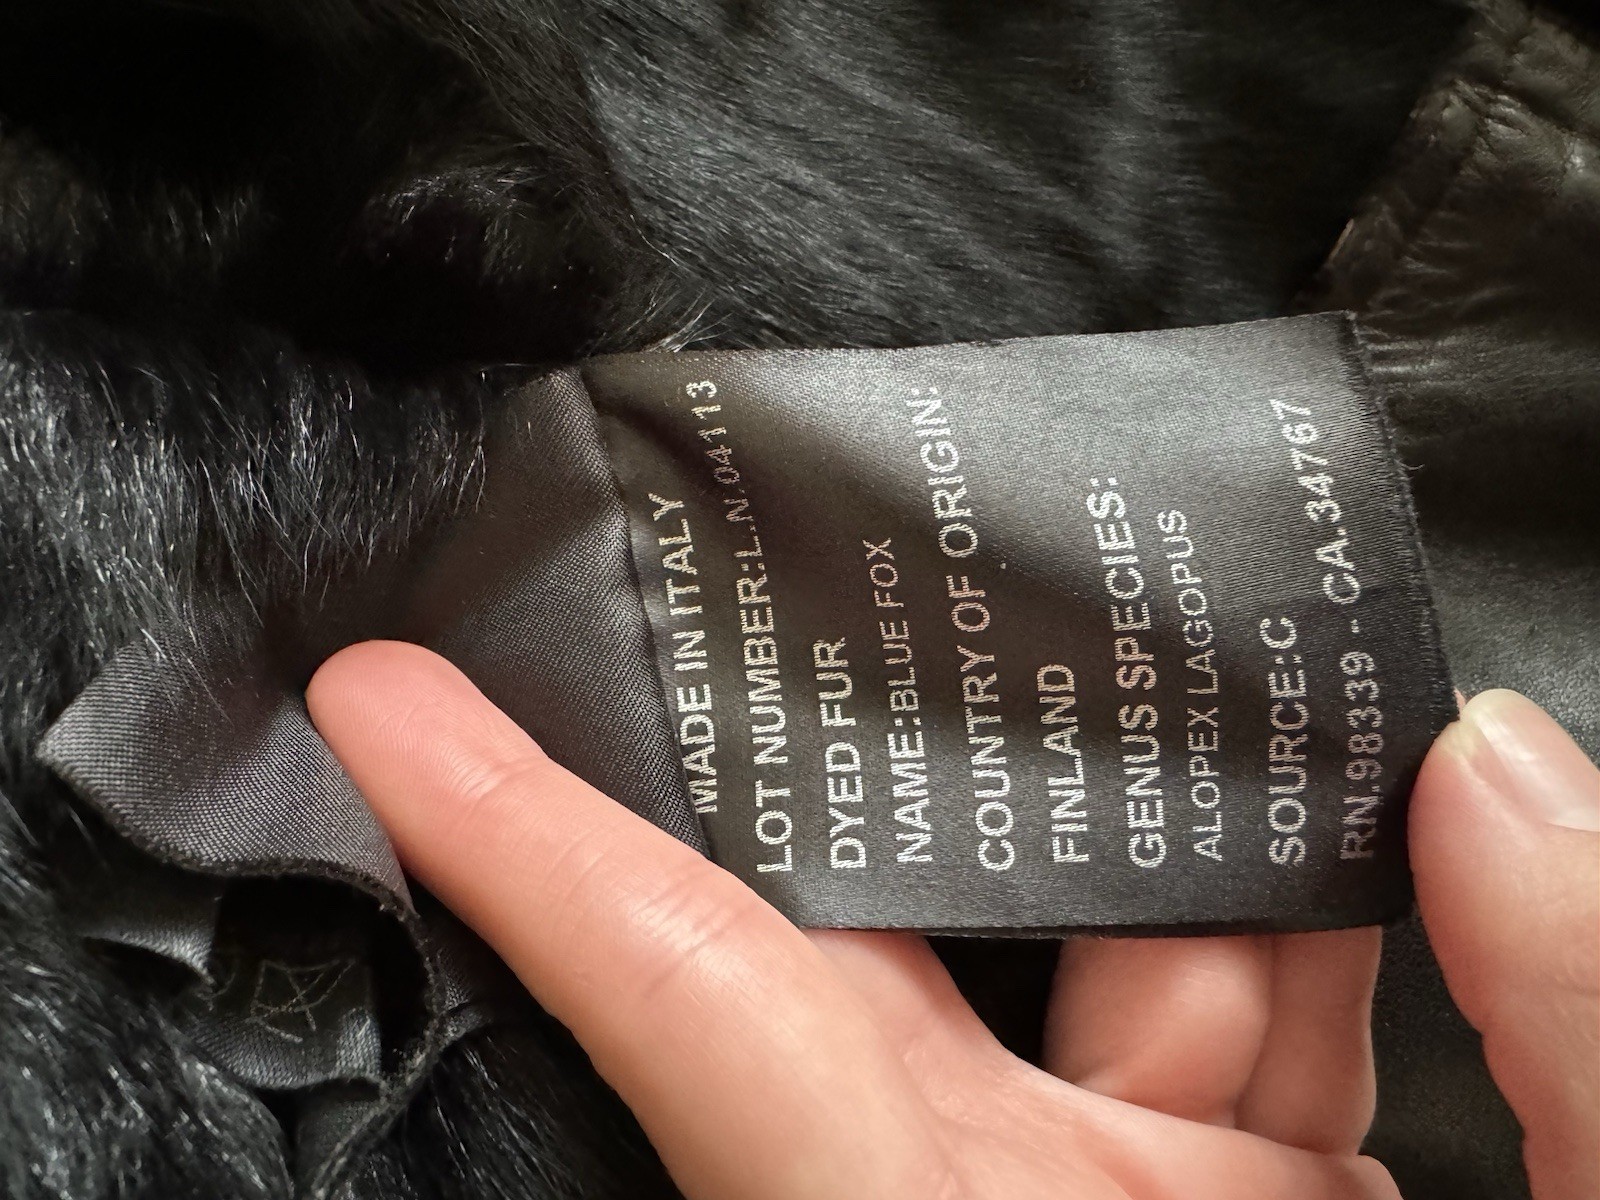 MADE IN ITALY
LOT NUMBER:LN.04113
DYED FUR
NAME:BLUE FOX
COUNTRY OF ORIGIN:
FINLAND
GENUS SPECIES:
ALOPEX LAGOPUS
SOURCE:C
RN.98339 - CA.34767